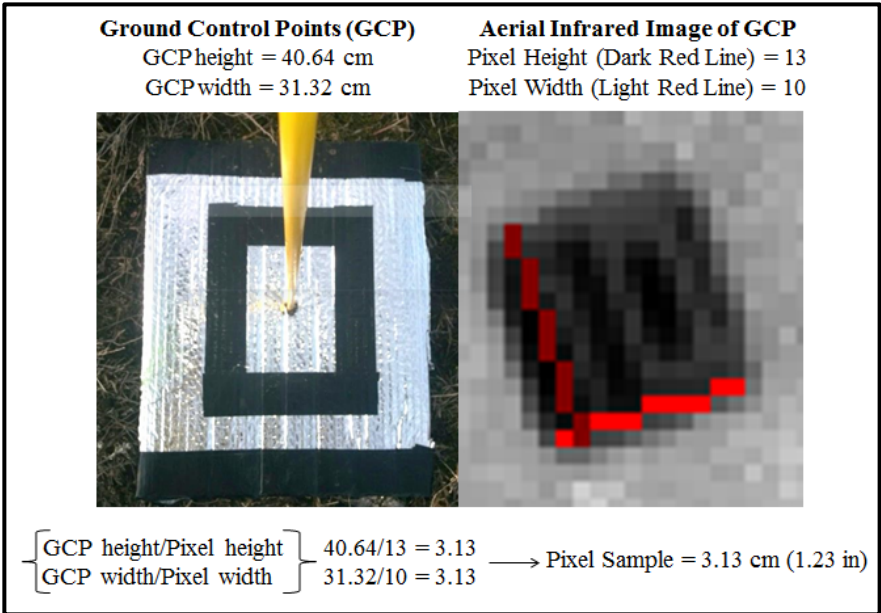 Ground Control Points (GCP)
GCP height = 40.64 cm
GCP width = 31.32 cm
Aerial Infrared Image of GCP
Pixel Height (Dark Red Line) = 13
Pixel Width (Light Red Line) = 10
GCP height/Pixel height
GCP width/Pixel width
40.64/13 = 3.13
31.32/10 = 3.13
Pixel Sample = 3.13 cm (1.23 in)